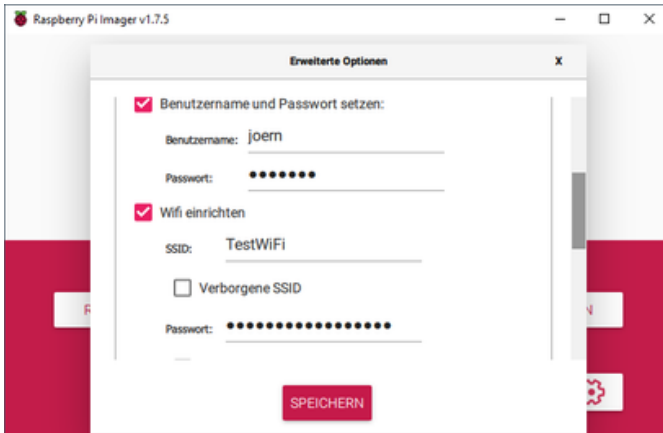 Raspberry Pi Imager v1.7.5
Erweiterte Optionen
X
Benutzername und Passwort setzen:
Benutzername: joern
Passwort: •••••••
Wifi einrichten
SSID: TestWiFi
Verborgene SSID
Passwort: •••••••••••••••••
R
N
SPEICHERN